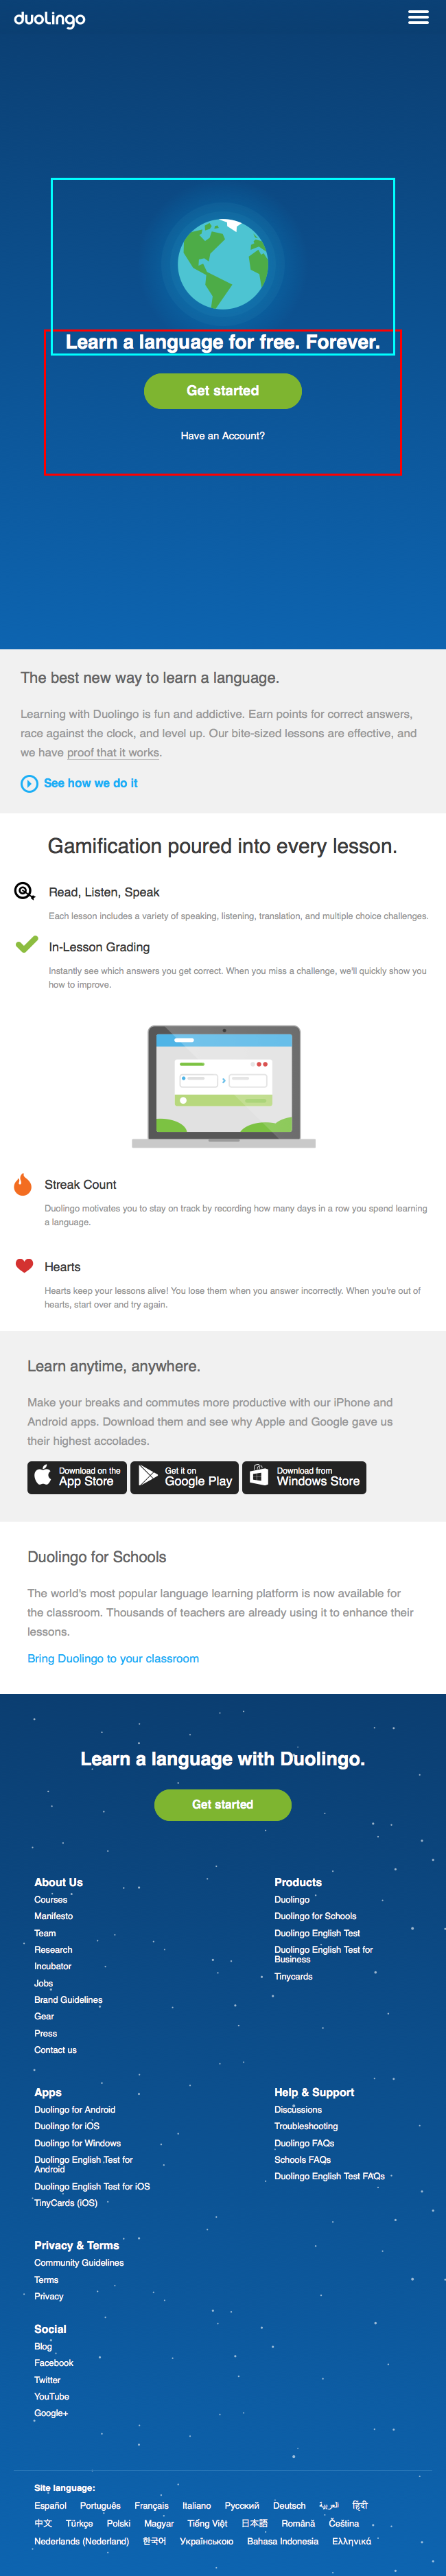 duolingo
Learn a language for free. Forever.
Get started
Have an Account?
The best new way to learn a language.
Learning with Duolingo is fun and addictive. Earn points for correct answers,
race against the clock, and level up. Our bite-sized lessons are effective, and
we have proof that it works.
See how we do it
Gamification poured into every lesson.
Read, Listen, Speak
Each lesson includes a variety of speaking, listening, translation, and multiple choice challenges.
In-Lesson Grading
Instantly see which answers you get correct. When you miss a challenge, we'll quickly show you
how to improve.
Streak Count
Duolingo motivates you to stay on track by recording how many days in a row you spend learning
a language.
Hearts
Hearts keep your lessons alive! You lose them when you answer incorrectly. When you're out of
hearts, start over and try again.
Learn anytime, anywhere.
Make your breaks and commutes more productive with our iPhone and
Android apps. Download them and see why Apple and Google gave us
their highest accolades.
Download on the App Store
Get it on Google Play
Download from Windows Store
Duolingo for Schools
The world's most popular language learning platform is now available for
the classroom. Thousands of teachers are already using it to enhance their
lessons.
Bring Duolingo to your classroom
Learn a language with Duolingo.
Get started
About Us
Courses
Manifesto
Team
Research
Incubator
Jobs
Brand Guidelines
Gear
Press
Contact us
Products
Duolingo
Duolingo for Schools
Duolingo English Test
Duolingo English Test for
Business
Tinycards
Apps
Duolingo for Android
Duolingo for iOS
Duolingo for Windows
Duolingo English Test for
Android
Duolingo English Test for iOS
TinyCards (iOS)
Help & Support
Discussions
Troubleshooting
Duolingo FAQs
Schools FAQs
Duolingo English Test FAQs
Privacy & Terms
Community Guidelines
Terms
Privacy
Social
Blog
Facebook
Twitter
YouTube
Google+
Site language:
Español Português Français Italiano Русский Deutsch العربية हिंदी
中文 Türkçe Polski Magyar Tiếng Việt 日本語 Română Čeština
Nederlands (Nederland) 한국어 Українською Bahasa Indonesia Ελληνικά